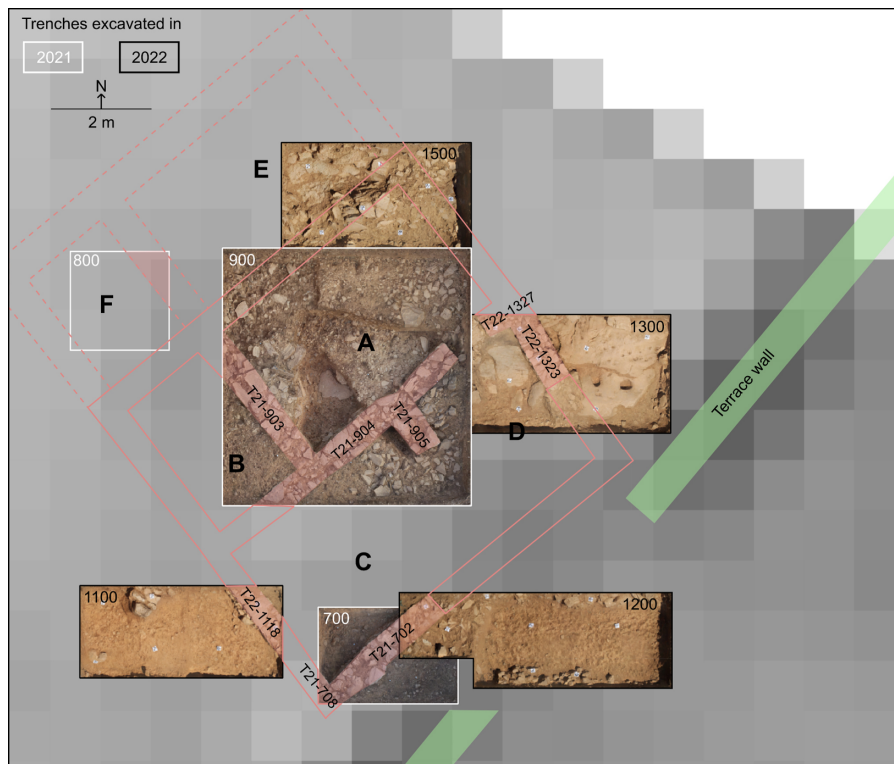 Trenches excavated in
2021 2022
N
2 m
E
1500
800
900
F
A
T22-1327
1300
T22-1323
T21-903
T21-904
T21-905
D
B
Terrace wall
C
1100
T22-1118
700
T21-702
1200
T21-708